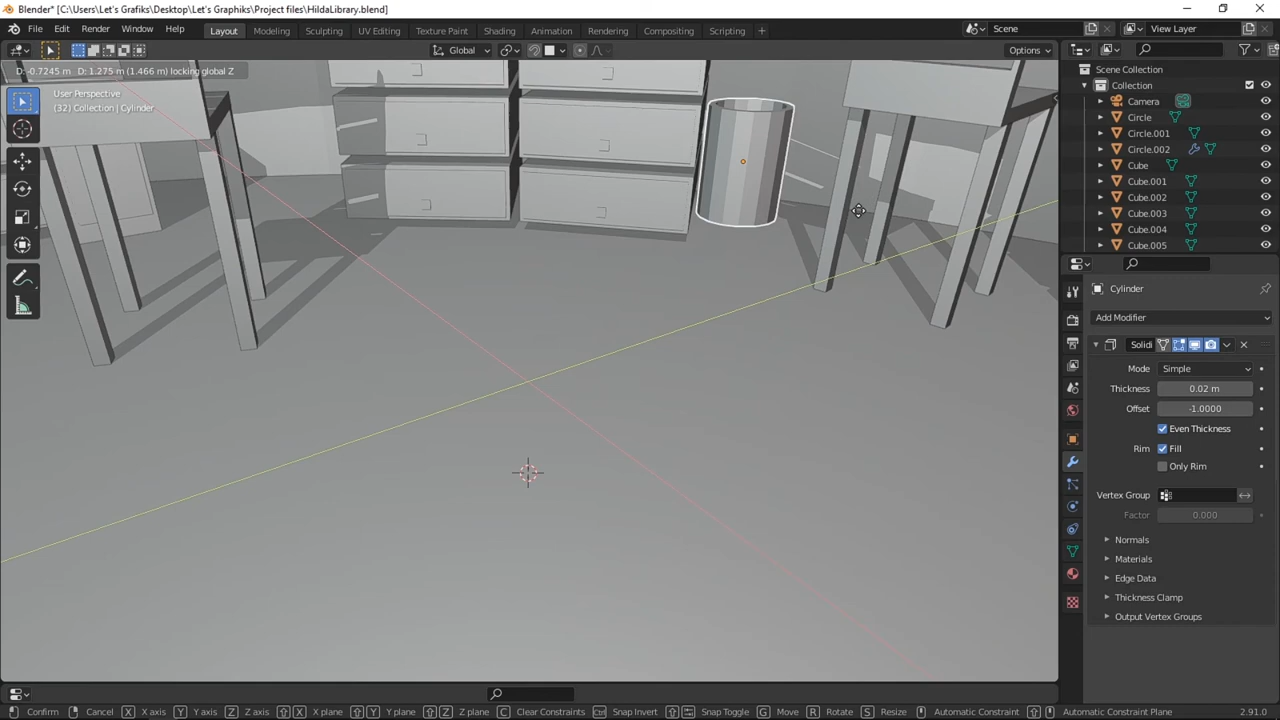 Blender* [C:\Users\Let's Grafiks\Desktop\Let's Graphiks\Project files\HildaLibrary.blend]
File Edit Render Window Help Layout Modeling Sculpting UV Editing Texture Paint Shading Animation Rendering Compositing Scripting + Scene View Layer
Global Options
D: -0.7245 m D: 1.275 m (1.466 m) locking global Z
User Perspective
(32) Collection | Cylinder
Scene Collection
Collection
Camera
Circle
Circle.001
Circle.002
Cube
Cube.001
Cube.002
Cube.003
Cube.004
Cube.005
Cylinder
Add Modifier
Solidi
Mode Simple
Thickness 0.02 m
Offset -1.0000
Even Thickness
Rim Fill
Only Rim
Vertex Group
Factor 0.000
Normals
Materials
Edge Data
Thickness Clamp
Output Vertex Groups
Confirm Cancel X X axis Y Y axis Z Z axis X X plane Y Y plane Z Z plane C Clear Constraints Ctrl Snap Invert Snap Toggle G Move R Rotate S Resize Automatic Constraint Automatic Constraint Plane 2.91.0